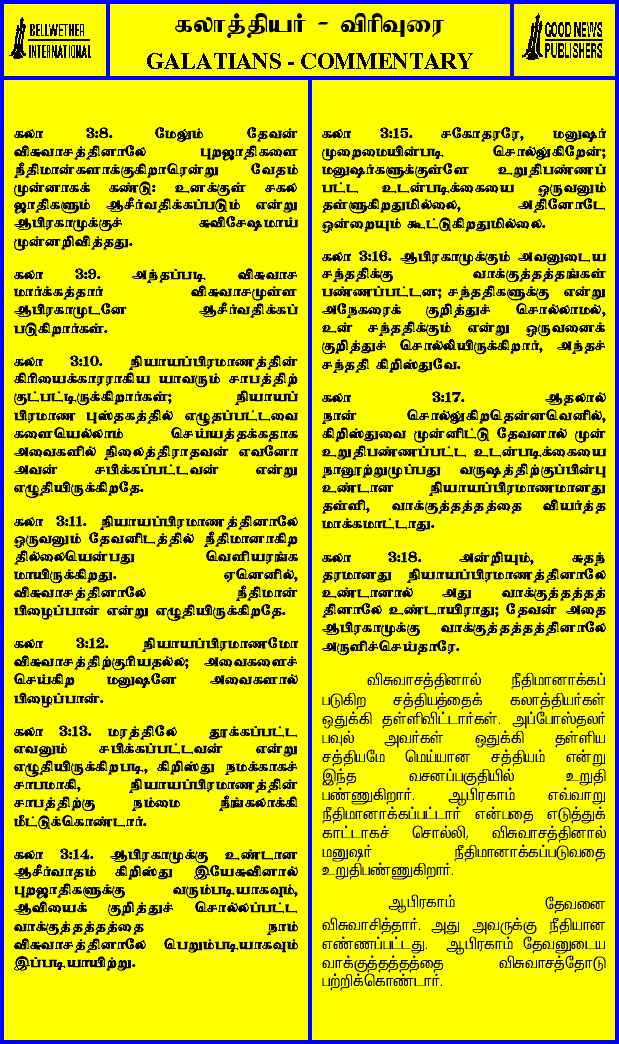 BELLWETHER
INTERNATIONAL
கலாத்தியர் - விரிவுரை
GALATIANS - COMMENTARY
GOOD NEWS
PUBLISHERS
கலா 3:8. மேலும் தேவன்
விசுவாசத்தினாலே புறஜாதிகளை
நீதிமான்களாக்குகிறாரென்று வேதம்
முன்னாகக் கண்டு: உனக்குள் சகல
ஜாதிகளும் ஆசீர்வதிக்கப்படும் என்று
ஆபிரகாமுக்குச் சுவிசேஷமாய்
முன்னறிவித்தது.
கலா 3:9. அந்தப்படி விசுவாச
மார்க்கத்தார் விசுவாசமுள்ள
ஆபிரகாமுடனே ஆசீர்வதிக்கப்
படுகிறார்கள்.
கலா 3:10. நியாயப்பிரமாணத்தின்
கிரியைக்காரராகிய யாவரும் சாபத்திற்
குட்பட்டிருக்கிறார்கள்; நியாயப்
பிரமாண புஸ்தகத்தில் எழுதப்பட்டவை
களையெல்லாம் செய்யத்தக்கதாக
அவைகளில் நிலைத்திராதவன் எவனோ
அவன் சபிக்கப்பட்டவன் என்று
எழுதியிருக்கிறதே.
கலா 3:11. நியாயப்பிரமாணத்தினாலே
ஒருவனும் தேவனிடத்தில் நீதிமானாகிற
தில்லையென்பது வெளியரங்க
மாயிருக்கிறது. ஏனெனில்,
விசுவாசத்தினாலே நீதிமான்
பிழைப்பான் என்று எழுதியிருக்கிறதே.
கலா 3:12. நியாயப்பிரமாணமோ
விசுவாசத்திற்குரியதல்ல; அவைகளைச்
செய்கிற மனுஷனே அவைகளால்
பிழைப்பான்.
கலா 3:13. மரத்திலே தூக்கப்பட்ட
எவனும் சபிக்கப்பட்டவன் என்று
எழுதியிருக்கிறபடி, கிறிஸ்து நமக்காகச்
சாபமாகி, நியாயப்பிரமாணத்தின்
சாபத்திற்கு நம்மை நீங்கலாக்கி
மீட்டுக்கொண்டார்.
கலா 3:14. ஆபிரகாமுக்கு உண்டான
ஆசீர்வாதம் கிறிஸ்து இயேசுவினால்
புறஜாதிகளுக்கு வரும்படியாகவும்,
ஆவியைக் குறித்துச் சொல்லப்பட்ட
வாக்குத்தத்தத்தை நாம்
விசுவாசத்தினாலே பெறும்படியாகவும்
இப்படியாயிற்று.
கலா 3:15. சகோதரரே, மனுஷர்
முறைமையின்படி சொல்லுகிறேன்;
மனுஷர்களுக்குள்ளே உறுதிபண்ணப்
பட்ட உடன்படிக்கையை ஒருவனும்
தள்ளுகிறதுமில்லை, அதினோடே
ஒன்றையும் கூட்டுகிறதுமில்லை.
கலா 3:16. ஆபிரகாமுக்கும் அவனுடைய
சந்ததிக்கு வாக்குத்தத்தங்கள்
பண்ணப்பட்டன; சந்ததிகளுக்கு என்று
அநேகரைக் குறித்துச் சொல்லாமல்,
உன் சந்ததிக்கும் என்று ஒருவனைக்
குறித்துச் சொல்லியிருக்கிறார், அந்தச்
சந்ததி கிறிஸ்துவே.
கலா 3:17. ஆதலால்
நான் சொல்லுகிறதென்னவெனில்,
கிறிஸ்துவை முன்னிட்டு தேவனால் முன்
உறுதிபண்ணப்பட்ட உடன்படிக்கையை
நானூற்றுமுப்பது வருஷத்திற்குப்பின்பு
உண்டான நியாயப்பிரமாணமானது
தள்ளி, வாக்குத்தத்தத்தை வியர்த்த
மாக்கமாட்டாது.
கலா 3:18. அன்றியும், சுதந்
தரமானது நியாயப்பிரமாணத்தினாலே
உண்டானால் அது வாக்குத்தத்தத்
தினாலே உண்டாயிராது; தேவன் அதை
ஆபிரகாமுக்கு வாக்குத்தத்தத்தினாலே
அருளிச்செய்தாரே.
விசுவாசத்தினால் நீதிமானாக்கப்
படுகிற சத்தியத்தைக் கலாத்தியர்கள்
ஒதுக்கி தள்ளிவிட்டார்கள். அப்போஸ்தலர்
பவுல் அவர்கள் ஒதுக்கி தள்ளிய
சத்தியமே மெய்யான சத்தியம் என்று
இந்த வசனப்பகுதியில் உறுதி
பண்ணுகிறார். ஆபிரகாம் எவ்வாறு
நீதிமானாக்கப்பட்டார் என்பதை எடுத்துக்
காட்டாகச் சொல்லி, விசுவாசத்தினால்
மனுஷர் நீதிமானாக்கப்படுவதை
உறுதிபண்ணுகிறார்.
ஆபிரகாம் தேவனை
விசுவாசித்தார். அது அவருக்கு நீதியான
எண்ணப்பட்டது. ஆபிரகாம் தேவனுடைய
வாக்குத்தத்தத்தை விசுவாசத்தோடு
பற்றிக்கொண்டார்.